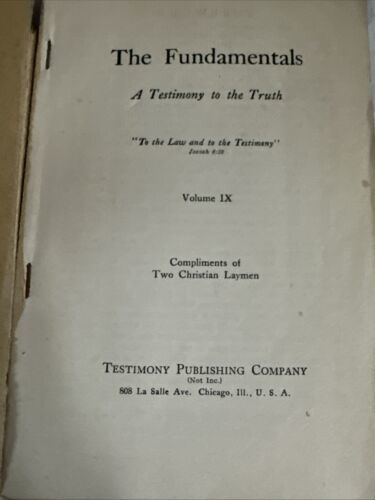 The Fundamentals
A Testimony to the Truth
"To the Law and to the Testimony"
Isaiah 8:20
Volume IX
Compliments of
Two Christian Laymen
TESTIMONY PUBLISHING COMPANY
(Not Inc.)
808 La Salle Ave. Chicago, Ill., U. S. A.